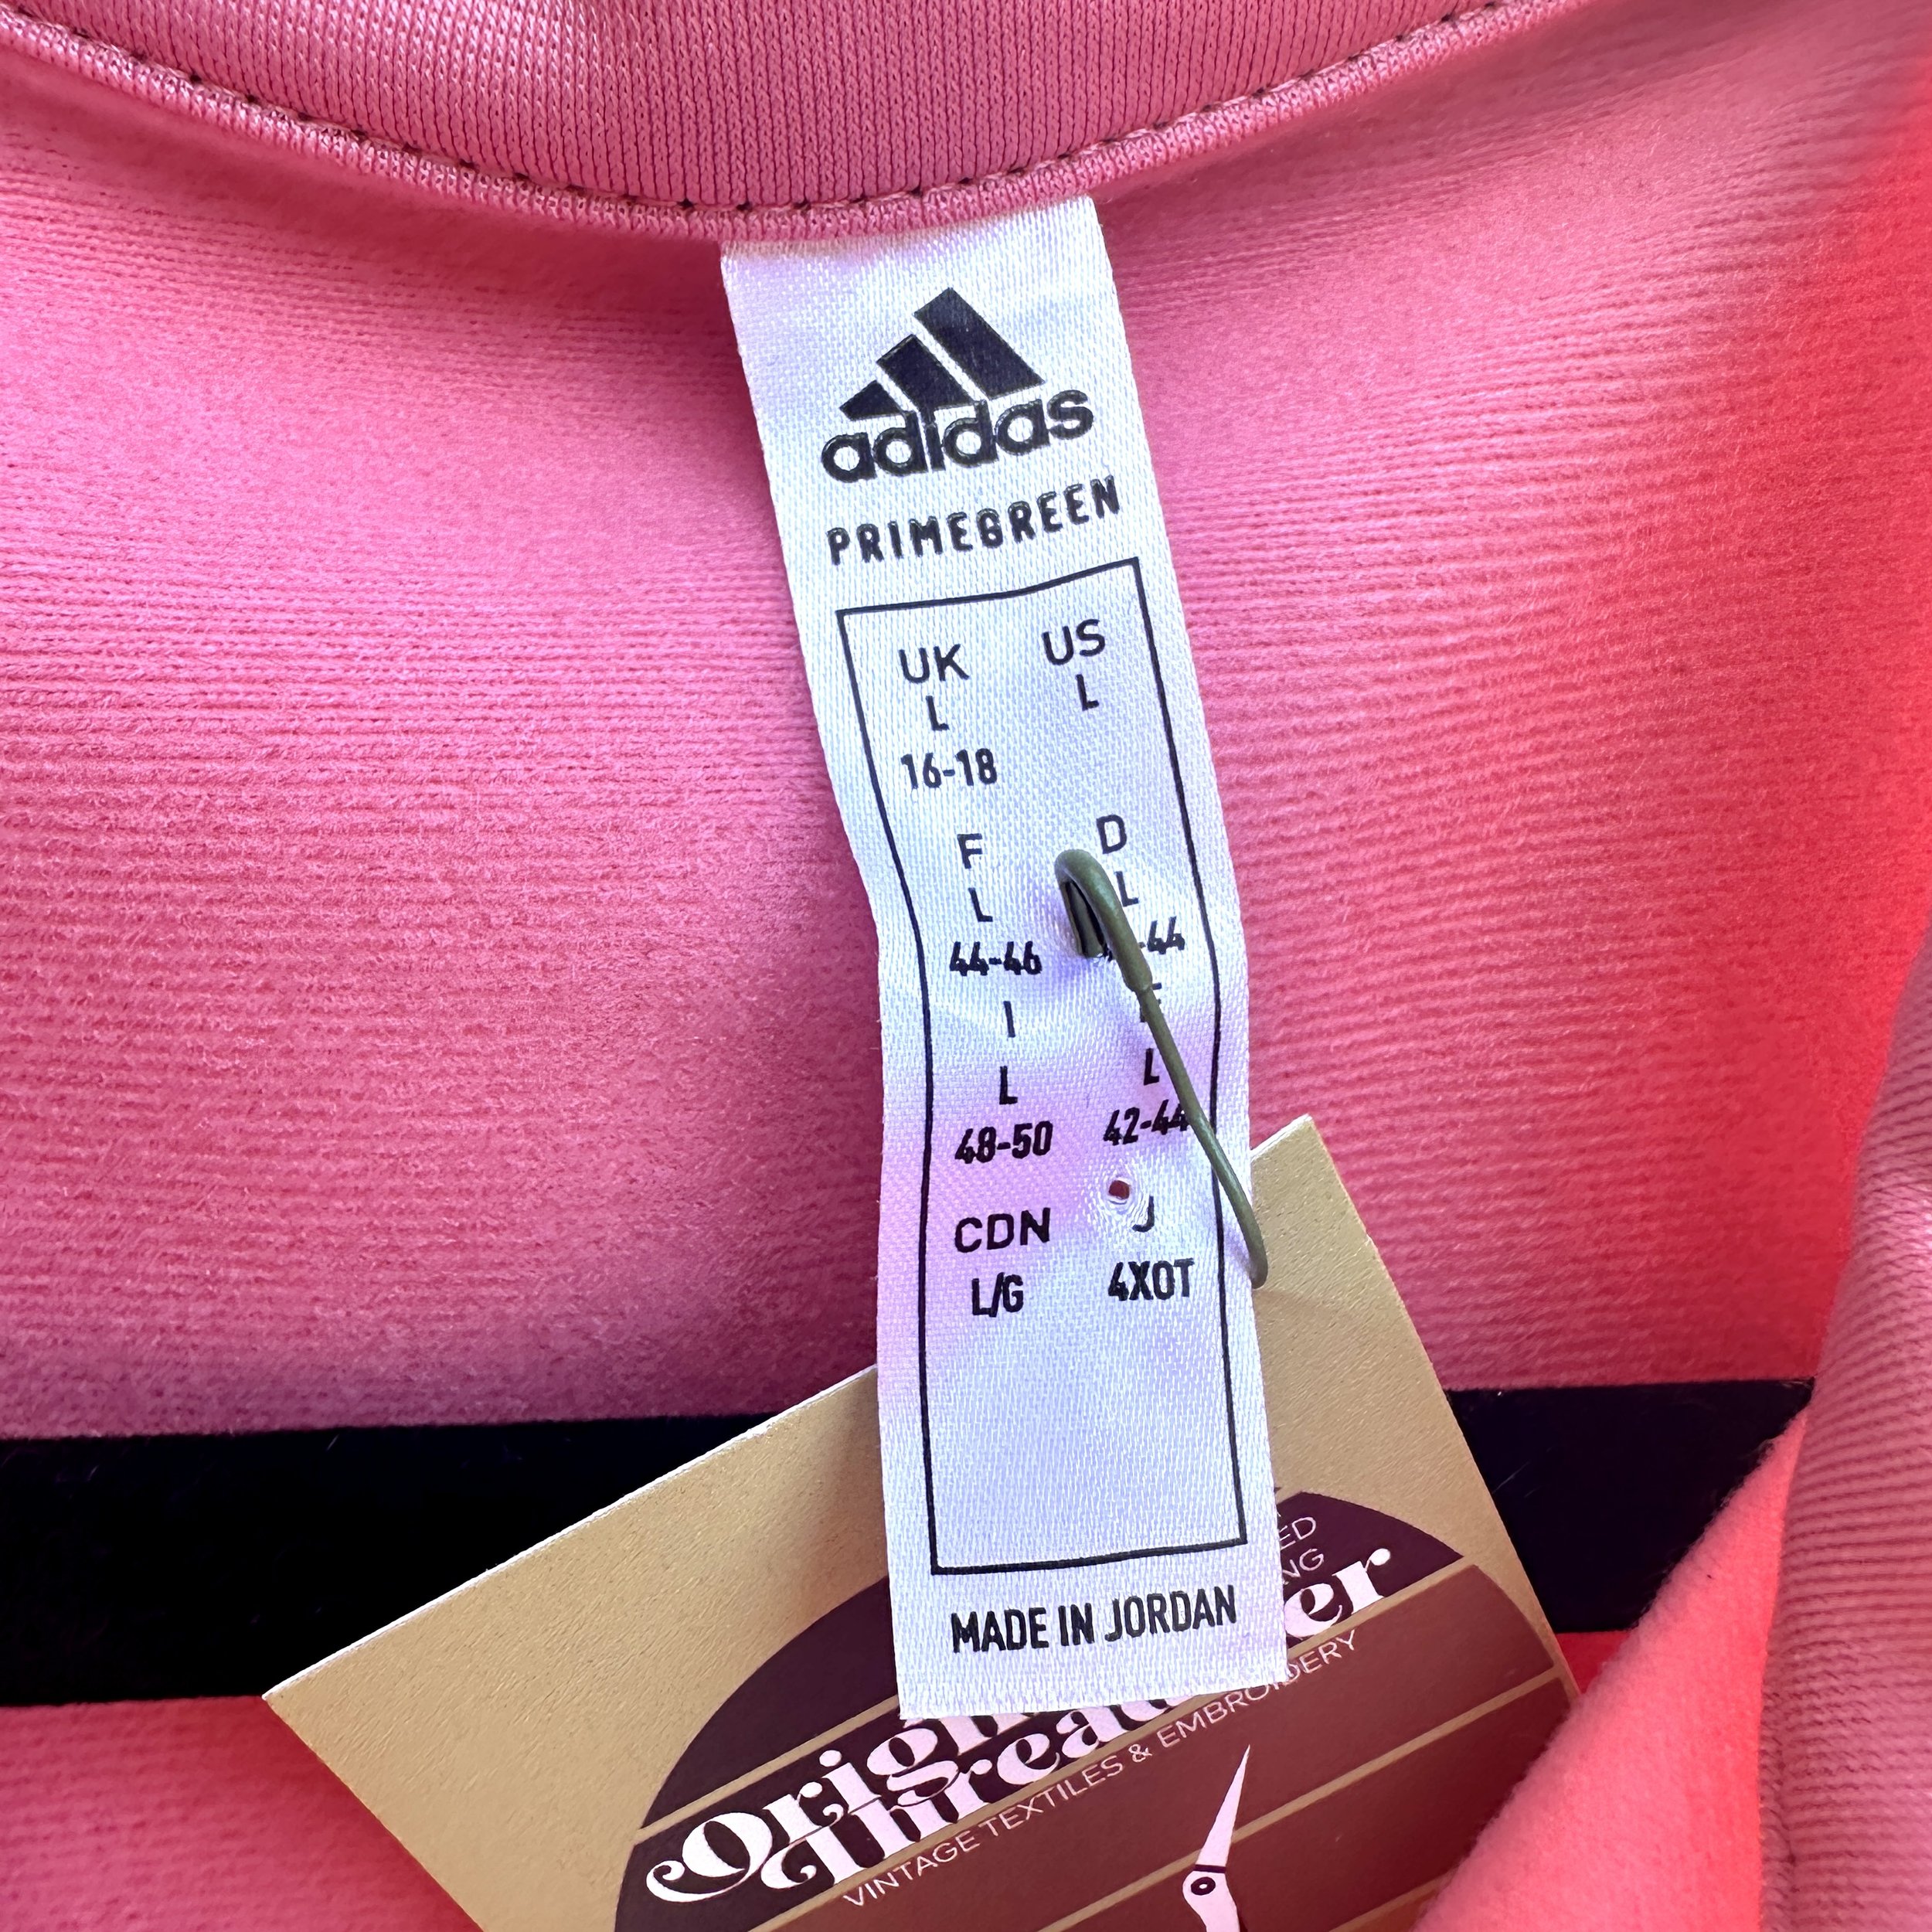 adidas
PRIMEGREEN
UK US
L L
16-18
F D
L L
44-46 -44
I
L L
48-50 42-44
CDN J
L/G 4XOT
MADE IN JORDAN
VINTAGE TEXTILES & EMBROIDERY